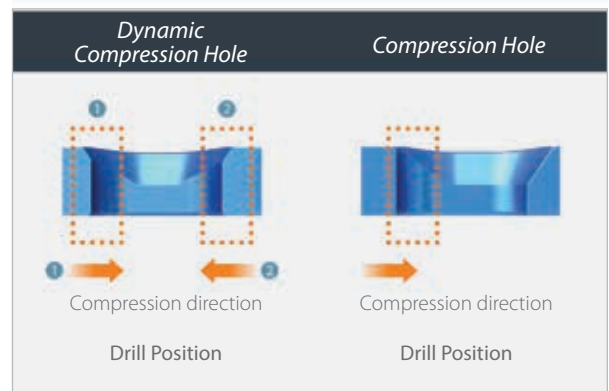 Dynamic
Compression Hole
Compression Hole
1
2
1
2
Compression direction
Compression direction
Drill Position
Drill Position